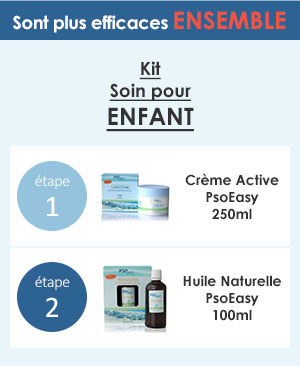 Sont plus efficaces ENSEMBLE
Kit
Soin pour
ENFANT
étape
1
Crème Active
PsoEasy
250ml
étape
2
PSO
Huile Naturelle
PsoEasy
100ml